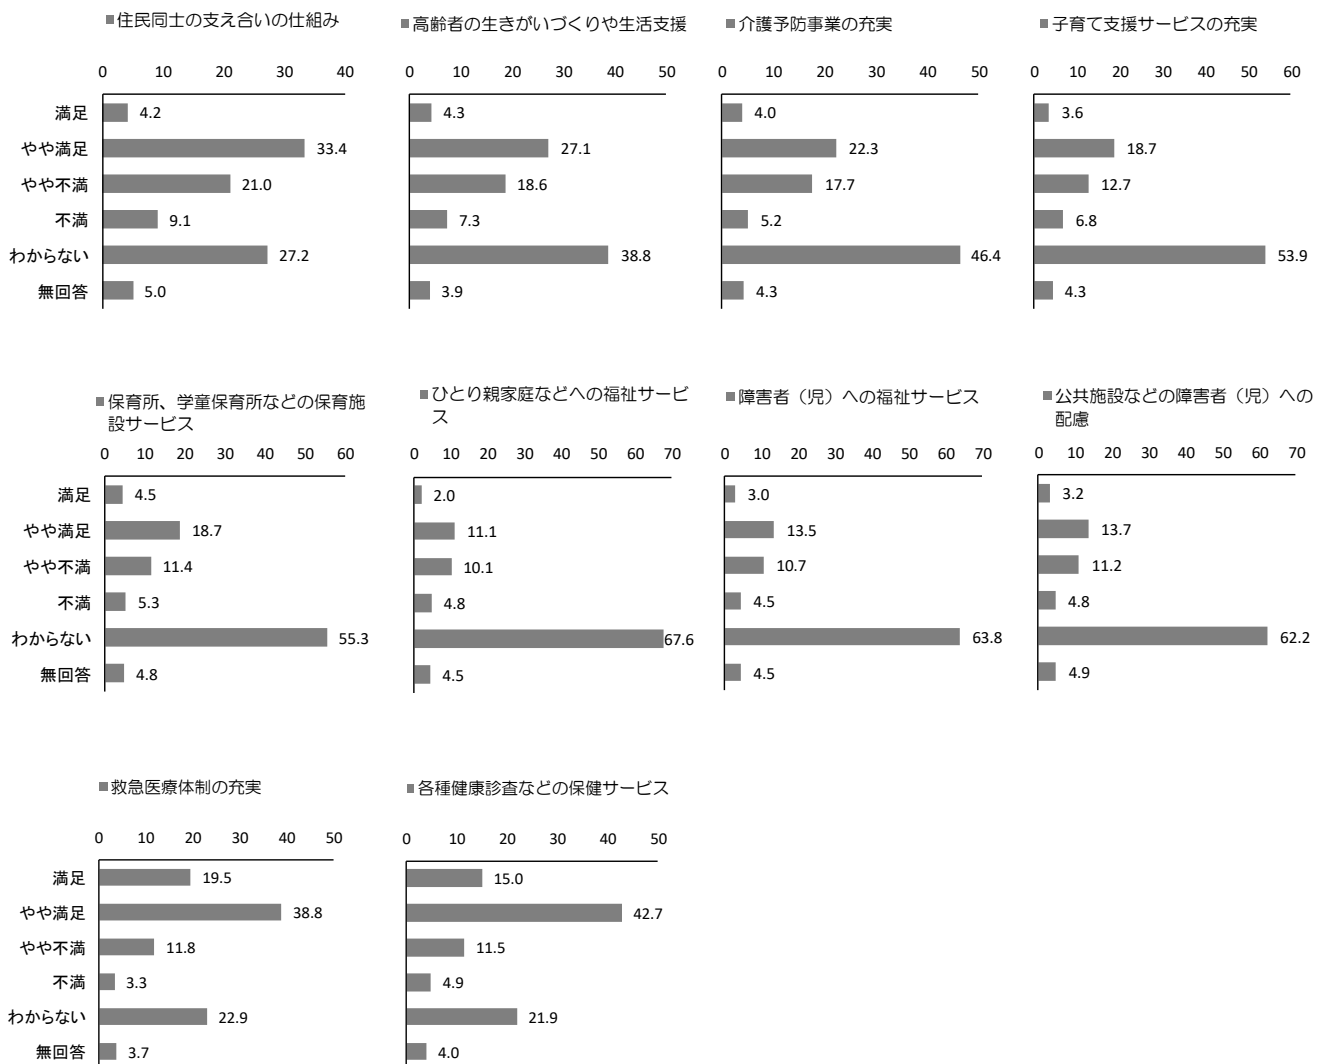 ■住民同士の支え合いの仕組み
0 10 20 30 40
満足 4.2
やや満足 33.4
やや不満 21.0
不満 9.1
わからない 27.2
無回答 5.0
■高齢者の生きがいづくりや生活支援
0 10 20 30 40 50
4.3
27.1
18.6
7.3
38.8
3.9
■介護予防事業の充実
0 10 20 30 40 50
4.0
22.3
17.7
5.2
46.4
4.3
■子育て支援サービスの充実
0 10 20 30 40 50 60
3.6
18.7
12.7
6.8
53.9
4.3
■保育所、学童保育所などの保育施
設サービス
0 10 20 30 40 50 60
満足 4.5
やや満足 18.7
やや不満 11.4
不満 5.3
わからない 55.3
無回答 4.8
■ひとり親家庭などへの福祉サービ
ス
0 10 20 30 40 50 60 70
2.0
11.1
10.1
4.8
67.6
4.5
■障害者（児）への福祉サービス
0 10 20 30 40 50 60 70
3.0
13.5
10.7
4.5
63.8
4.5
■公共施設などの障害者（児）への
配慮
0 10 20 30 40 50 60 70
3.2
13.7
11.2
4.8
62.2
4.9
■救急医療体制の充実
0 10 20 30 40 50
満足 19.5
やや満足 38.8
やや不満 11.8
不満 3.3
わからない 22.9
無回答 3.7
■各種健康診査などの保健サービス
0 10 20 30 40 50
15.0
42.7
11.5
4.9
21.9
4.0